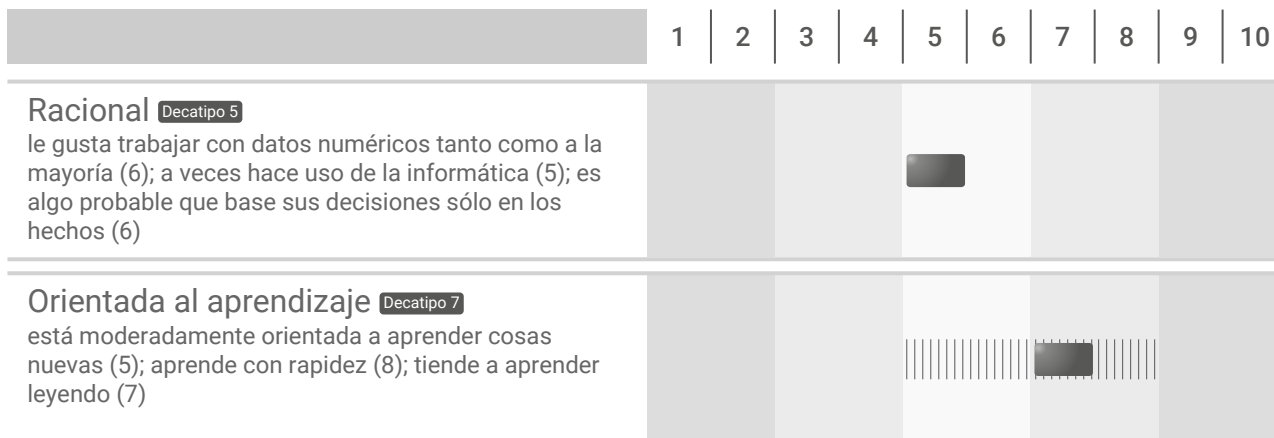 1 2 3 4 5 6 7 8 9 10
Racional Decatipo 5
le gusta trabajar con datos numéricos tanto como a la
mayoría (6); a veces hace uso de la informática (5); es
algo probable que base sus decisiones sólo en los
hechos (6)
Orientada al aprendizaje Decatipo 7
está moderadamente orientada a aprender cosas
nuevas (5); aprende con rapidez (8); tiende a aprender
leyendo (7)